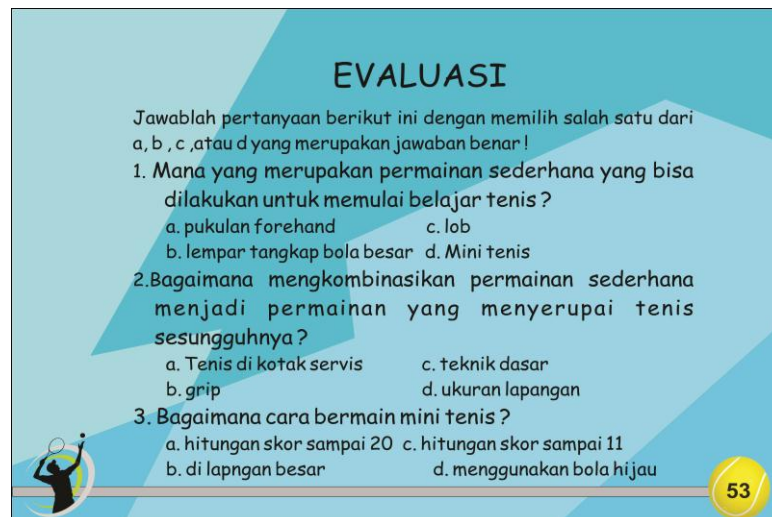 EVALUASI
Jawablah pertanyaan berikut ini dengan memilih salah satu dari
a, b , c ,atau d yang merupakan jawaban benar !
1. Mana yang merupakan permainan sederhana yang bisa
dilakukan untuk memulai belajar tenis ?
a. pukulan forehand c. lob
b. lempar tangkap bola besar d. Mini tenis
2.Bagaimana mengkombinasikan permainan sederhana
menjadi permainan yang menyerupai tenis
sesungguhnya ?
a. Tenis di kotak servis c. teknik dasar
b. grip d. ukuran lapangan
3. Bagaimana cara bermain mini tenis ?
a. hitungan skor sampai 20 c. hitungan skor sampai 11
b. di lapngan besar d. menggunakan bola hijau
53